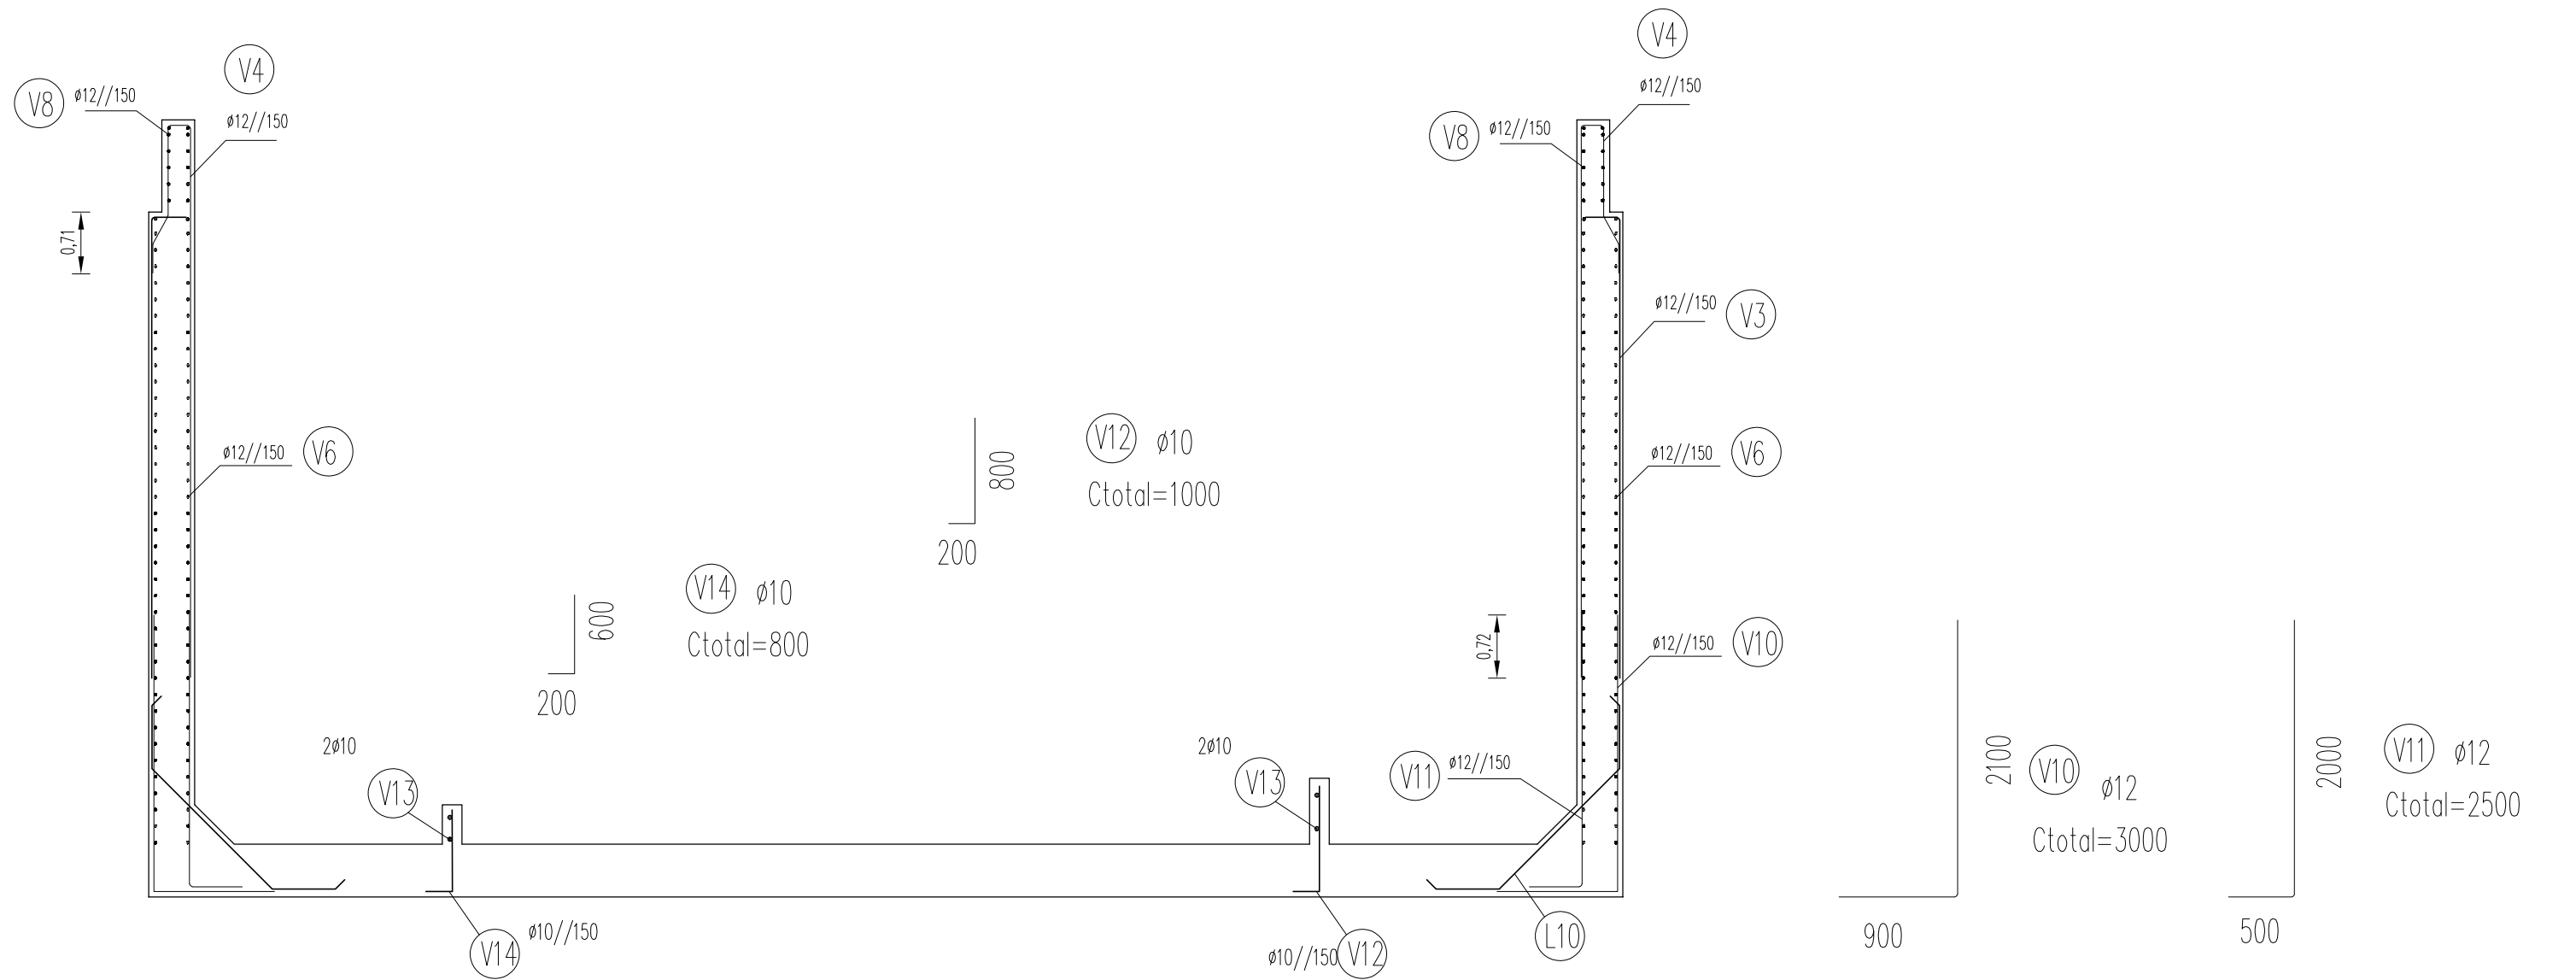 V4
V4
V8 ø12//150
ø12//150
ø12//150
V8 ø12//150
0,71
ø12//150 V3
ø12//150 V6
800
V12 ø10
Ctotal=1000
200
ø12//150 V6
600
V14 ø10
Ctotal=800
200
0,72
ø12//150 V10
2ø10
V13
2ø10
V13
V11 ø12//150
2100
V10 ø12
Ctotal=3000
900
2000
V11 ø12
Ctotal=2500
500
V14 ø10//150
ø10//150 V12
L10